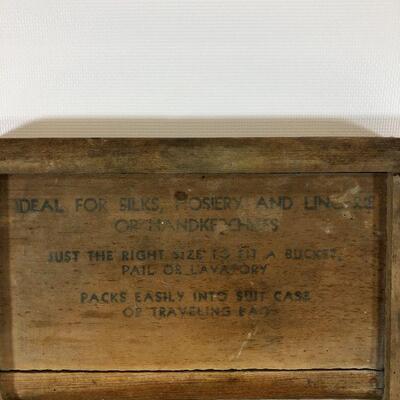 IDEAL FOR SILKS, HOSIERY AND LINGERIE
OR HANDKERCHIEFS
JUST THE RIGHT SIZE TO FIT A BUCKET,
PAIL OR LAVATORY
PACKS EASILY INTO SUIT CASE
OR TRAVELING BAG